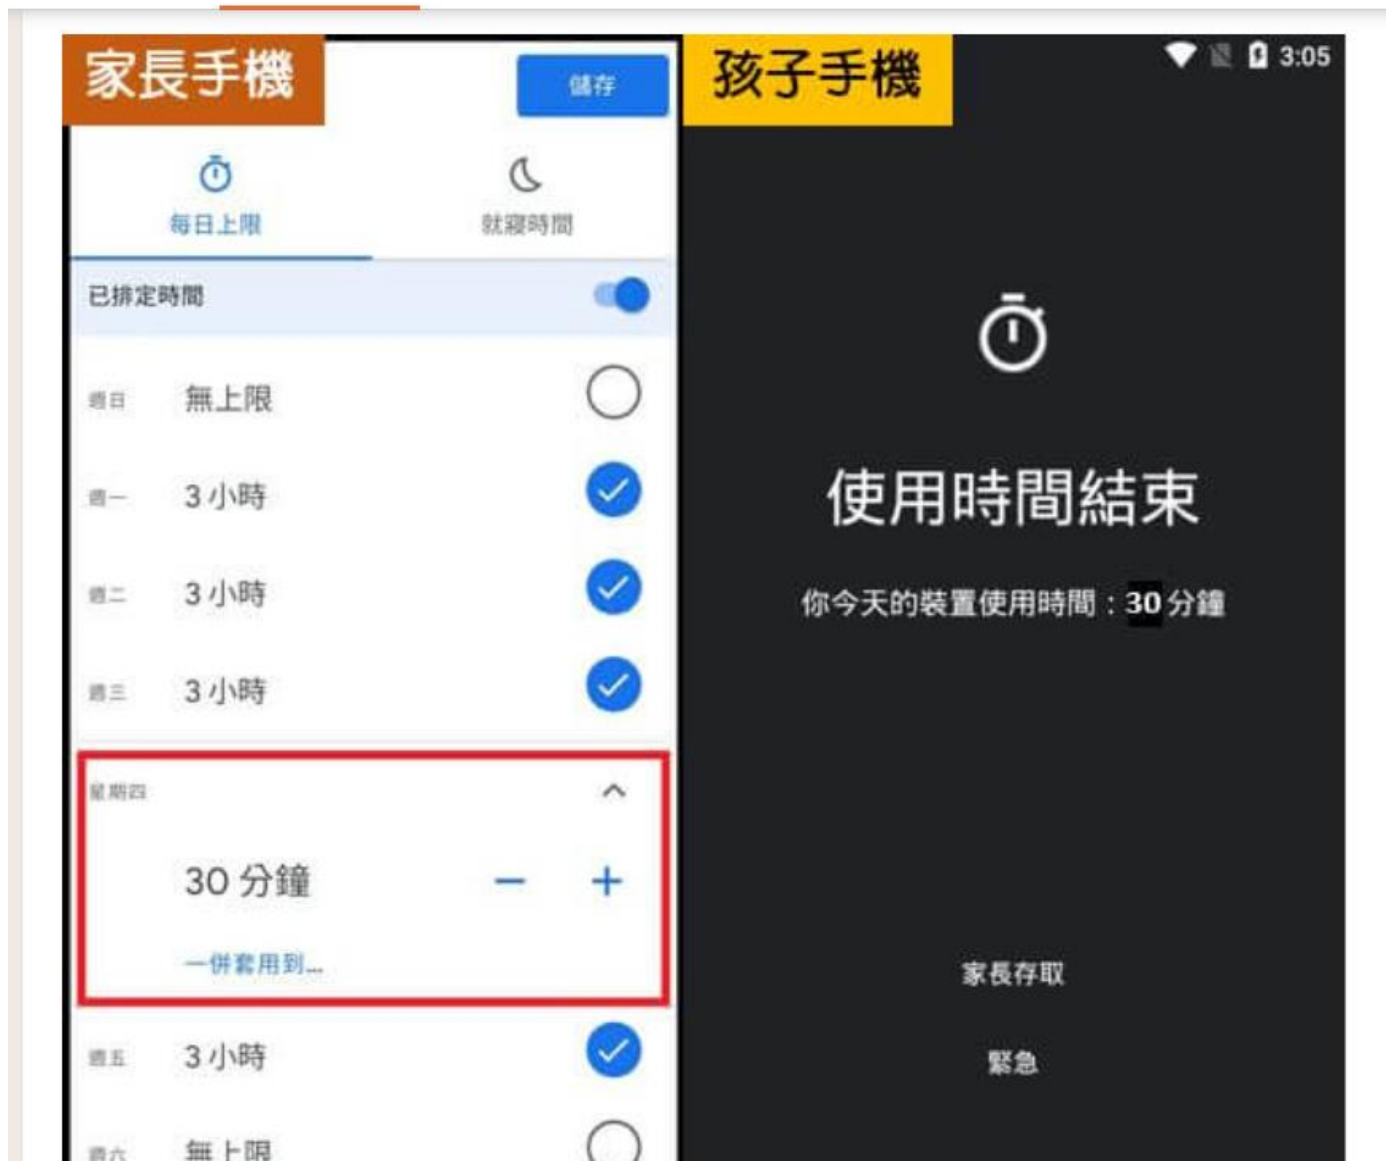 家長手機
儲存
每日上限
就寢時間
已排定時間
週日 無上限
週一 3 小時
週二 3 小時
週三 3 小時
星期四
30 分鐘
一併套用到...
週五 3 小時
週六 無上限
孩子手機
3:05
使用時間結束
你今天的裝置使用時間：30 分鐘
家長存取
緊急